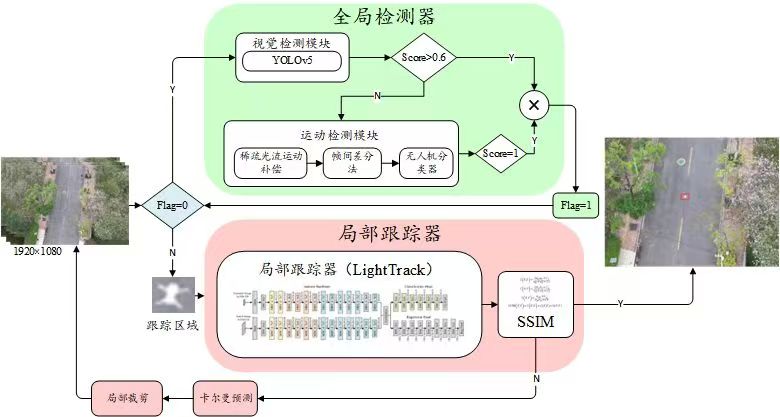 全局检测器
视觉检测模块
YOLOv5
Score>0.6
Y
Y
N
运动检测模块
稀疏光流运动
补偿
帧间差分
法
无人机分
类器
Score=1
Y
Flag=0
Flag=1
1920×1080
N
局部跟踪器
局部跟踪器（LightTrack）
SSIM
Y
跟踪区域
N
局部裁剪
卡尔曼预测